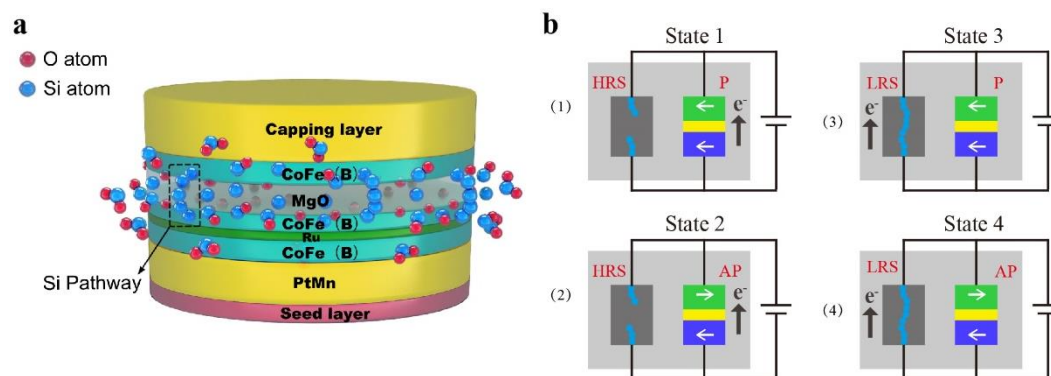 a
O atom
Si atom
Capping layer
CoFe (B)
MgO
CoFe (B)
Ru
CoFe (B)
PtMn
Seed layer
Si Pathway
b
State 1
(1)
HRS
P
e-
State 3
(3)
LRS
P
e-
State 2
(2)
HRS
AP
e-
State 4
(4)
LRS
AP
e-